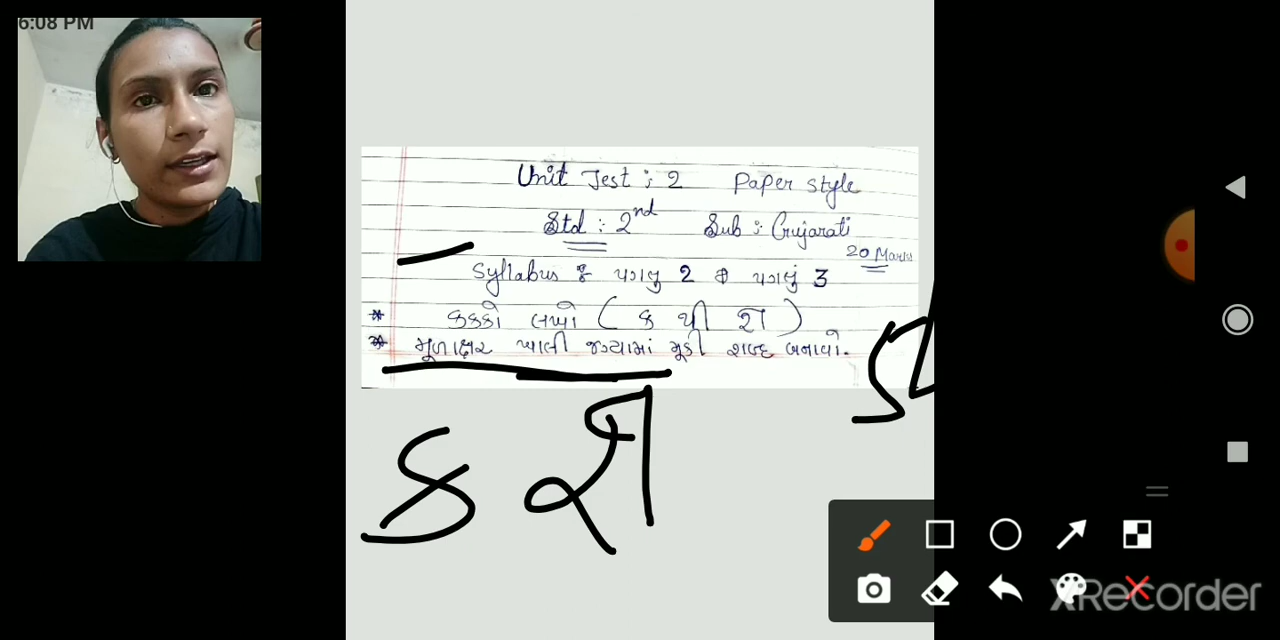 6:08 PM
Unit Test : 2 Paper style
Std : 2nd Sub : Gujarati
20 Marks
Syllabus : પગલુ 2 થી પગલું 3
* કક્કો લખો ( ક થી શ )
* મૂળાક્ષર ખાલી જગ્યામાં મૂકી શબ્દ બનાવો.
ક શ
XRecorder